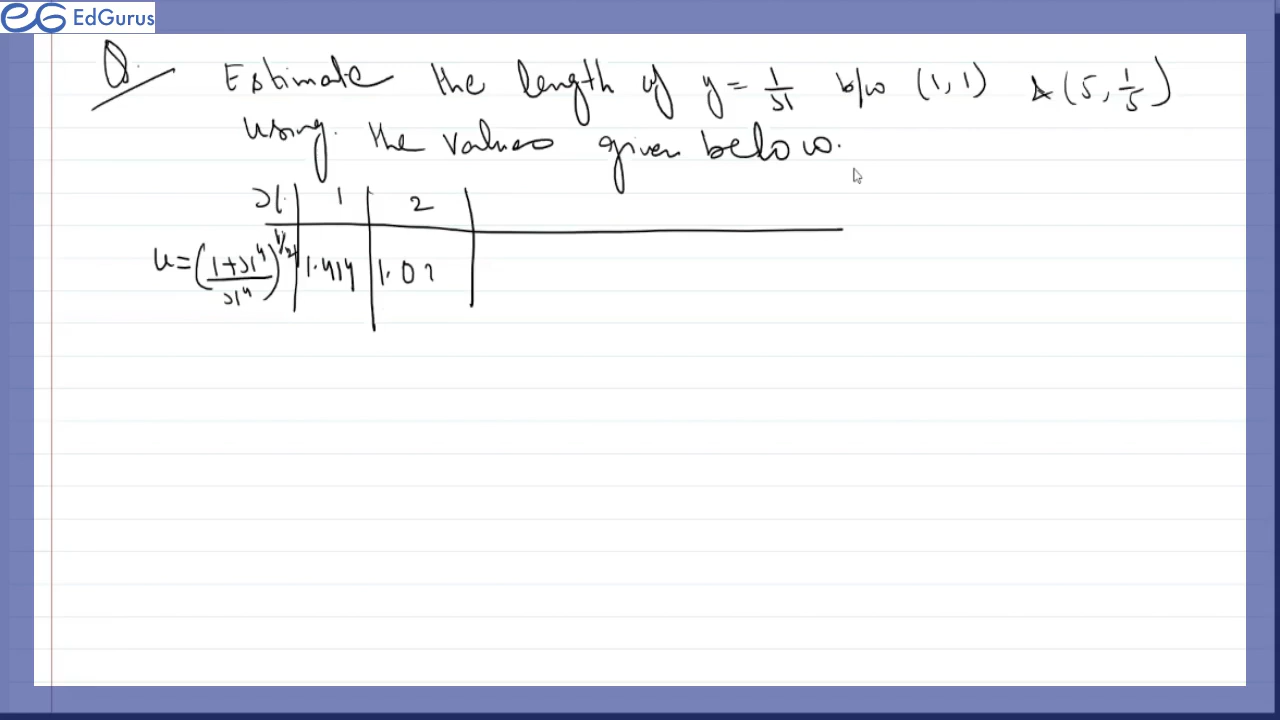 EdGurus
Q. Estimate the length of y = 1/x b/w (1, 1) & (5, 1/5)
using the values given below.
x 1 2
u = ((1+x⁴)/x⁴)^1/2 1.414 1.0